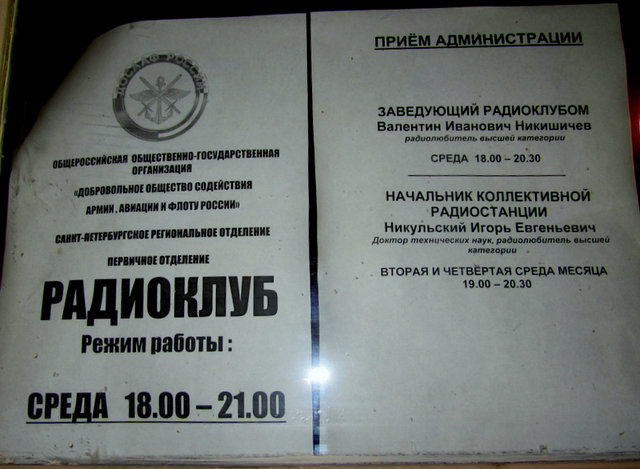 ДОСААФ РОССИИ
ОБЩЕРОССИЙСКАЯ ОБЩЕСТВЕННО-ГОСУДАРСТВЕННАЯ
ОРГАНИЗАЦИЯ
«ДОБРОВОЛЬНОЕ ОБЩЕСТВО СОДЕЙСТВИЯ
АРМИИ, АВИАЦИИ И ФЛОТУ РОССИИ»
САНКТ-ПЕТЕРБУРГСКОЕ РЕГИОНАЛЬНОЕ ОТДЕЛЕНИЕ
ПЕРВИЧНОЕ ОТДЕЛЕНИЕ
РАДИОКЛУБ
Режим работы :
СРЕДА 18.00 – 21.00
ПРИЁМ АДМИНИСТРАЦИИ
ЗАВЕДУЮЩИЙ РАДИОКЛУБОМ
Валентин Иванович Никишичев
радиолюбитель высшей категории
СРЕДА 18.00 – 20.30
НАЧАЛЬНИК КОЛЛЕКТИВНОЙ
РАДИОСТАНЦИИ
Никульский Игорь Евгеньевич
Доктор технических наук, радиолюбитель высшей
категории
ВТОРАЯ И ЧЕТВЁРТАЯ СРЕДА МЕСЯЦА
19.00 – 20.30